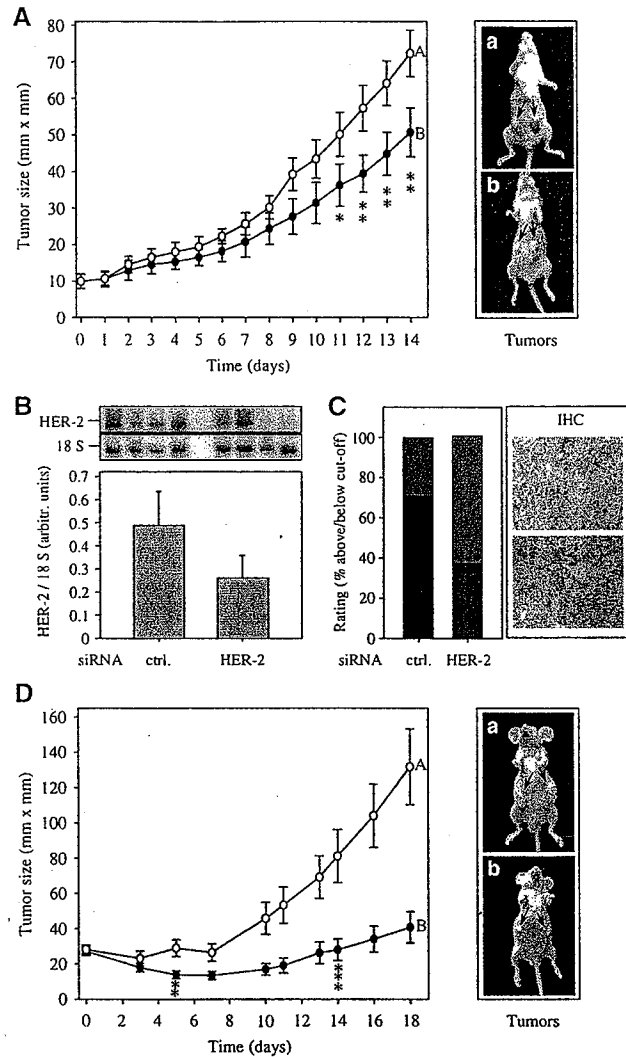 A
80
70
60
50
40
30
20
10
0
Tumor size (mm x mm)
A
B
*
**
**
**
0 1 2 3 4 5 6 7 8 9 10 11 12 13 14
Time (days)
a
b
Tumors
B
HER-2
18 S
0.7
0.6
0.5
0.4
0.3
0.2
0.1
0
HER-2 / 18 S (arbitr. units)
siRNA ctrl. HER-2
C
100
80
60
40
20
0
Rating (% above/below cut-off)
siRNA ctrl. HER-2
IHC
D
160
140
120
100
80
60
40
20
0
Tumor size (mm x mm)
A
B
**
***
0 2 4 6 8 10 12 14 16 18
Time (days)
a
b
Tumors